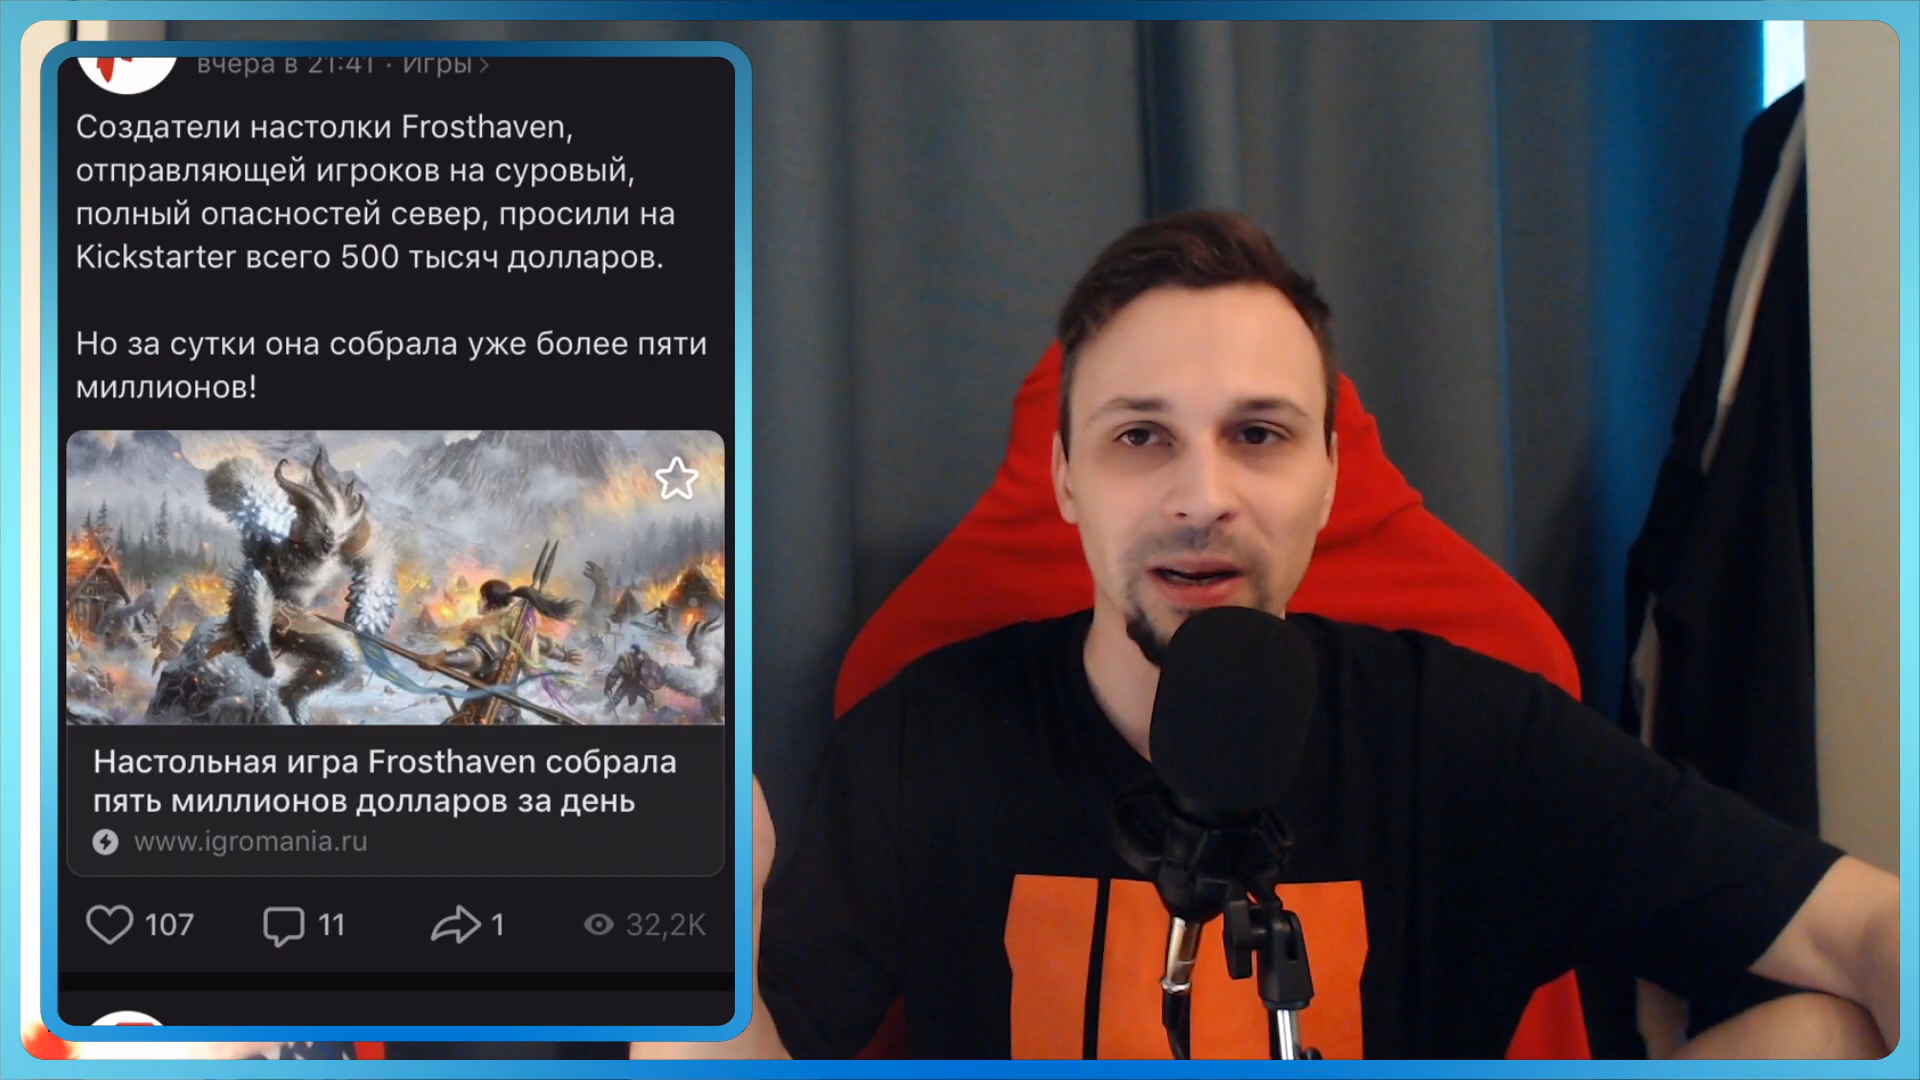 вчера в 21:41 · Игры >
Создатели настолки Frosthaven,
отправляющей игроков на суровый,
полный опасностей север, просили на
Kickstarter всего 500 тысяч долларов.
Но за сутки она собрала уже более пяти
миллионов!
Настольная игра Frosthaven собрала
пять миллионов долларов за день
www.igromania.ru
107 11 1 32,2K